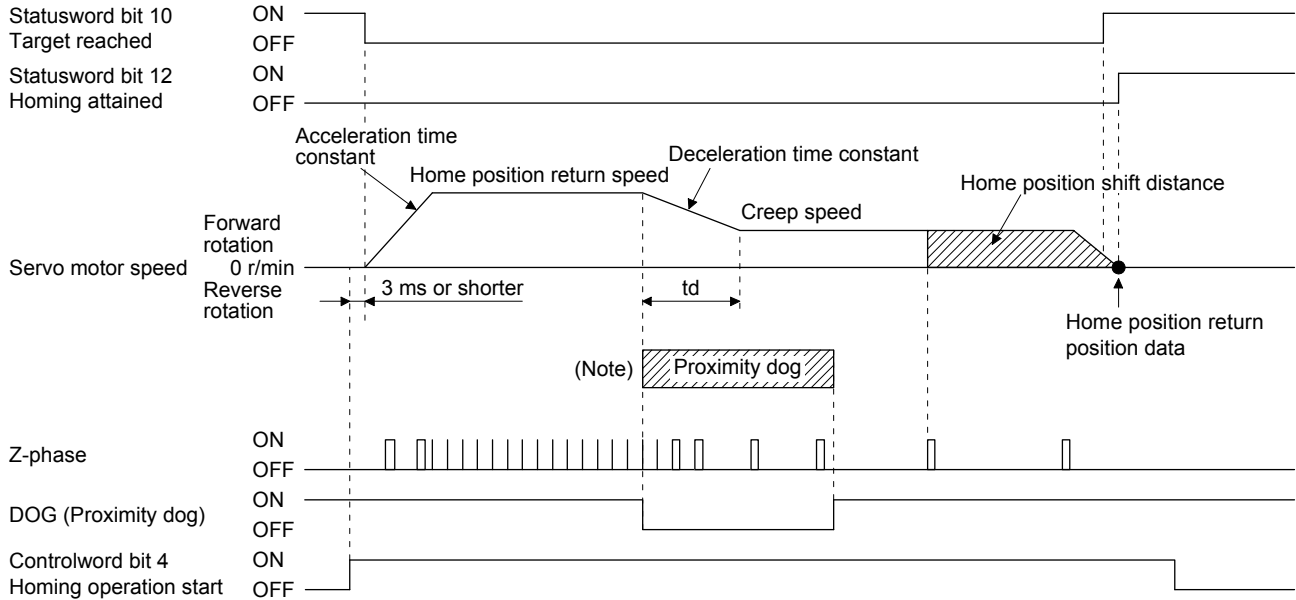 Statusword bit 10
Target reached
ON
OFF
Statusword bit 12
Homing attained
ON
OFF
Acceleration time
constant
Home position return speed
Deceleration time constant
Creep speed
Home position shift distance
Servo motor speed
Forward
rotation
0 r/min
Reverse
rotation
3 ms or shorter
td
Home position return
position data
(Note)
Proximity dog
Z-phase
ON
OFF
DOG (Proximity dog)
ON
OFF
Controlword bit 4
Homing operation start
ON
OFF